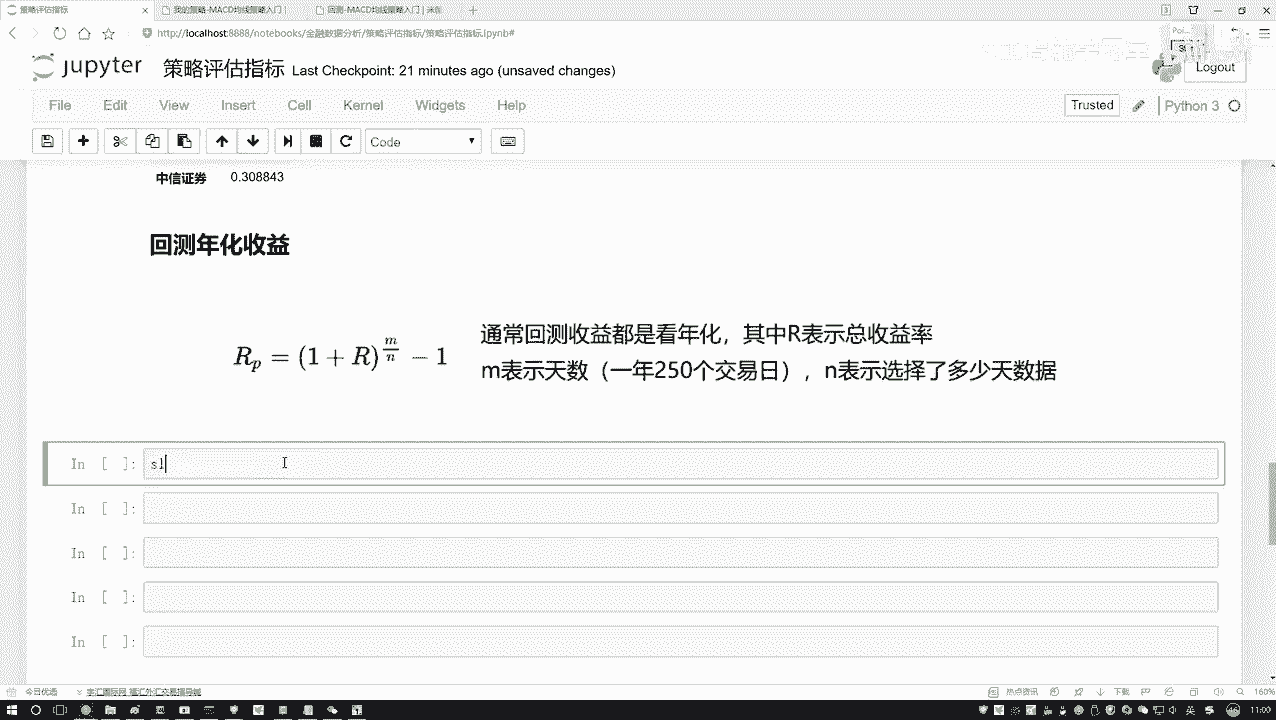 策略评估指标
我的策略-MACD均线策略入门
回测-MACD均线策略入门 | 米筐
http://localhost:8888/notebooks/金融数据分析/策略评估指标/策略评估指标.ipynb#
jupyter 策略评估指标 Last Checkpoint: 21 minutes ago (unsaved changes)
Logout
File Edit View Insert Cell Kernel Widgets Help
Trusted
Python 3
Code
中信证券 0.308843
回测年化收益
R_p = (1 + R)^{m/n} − 1
通常回测收益都是看年化，其中R表示总收益率
m表示天数（一年250个交易日），n表示选择了多少天数据
In [ ]: sl
In [ ]:
In [ ]:
In [ ]:
In [ ]:
今日优选
热点资讯
下载
160%
英
11:00